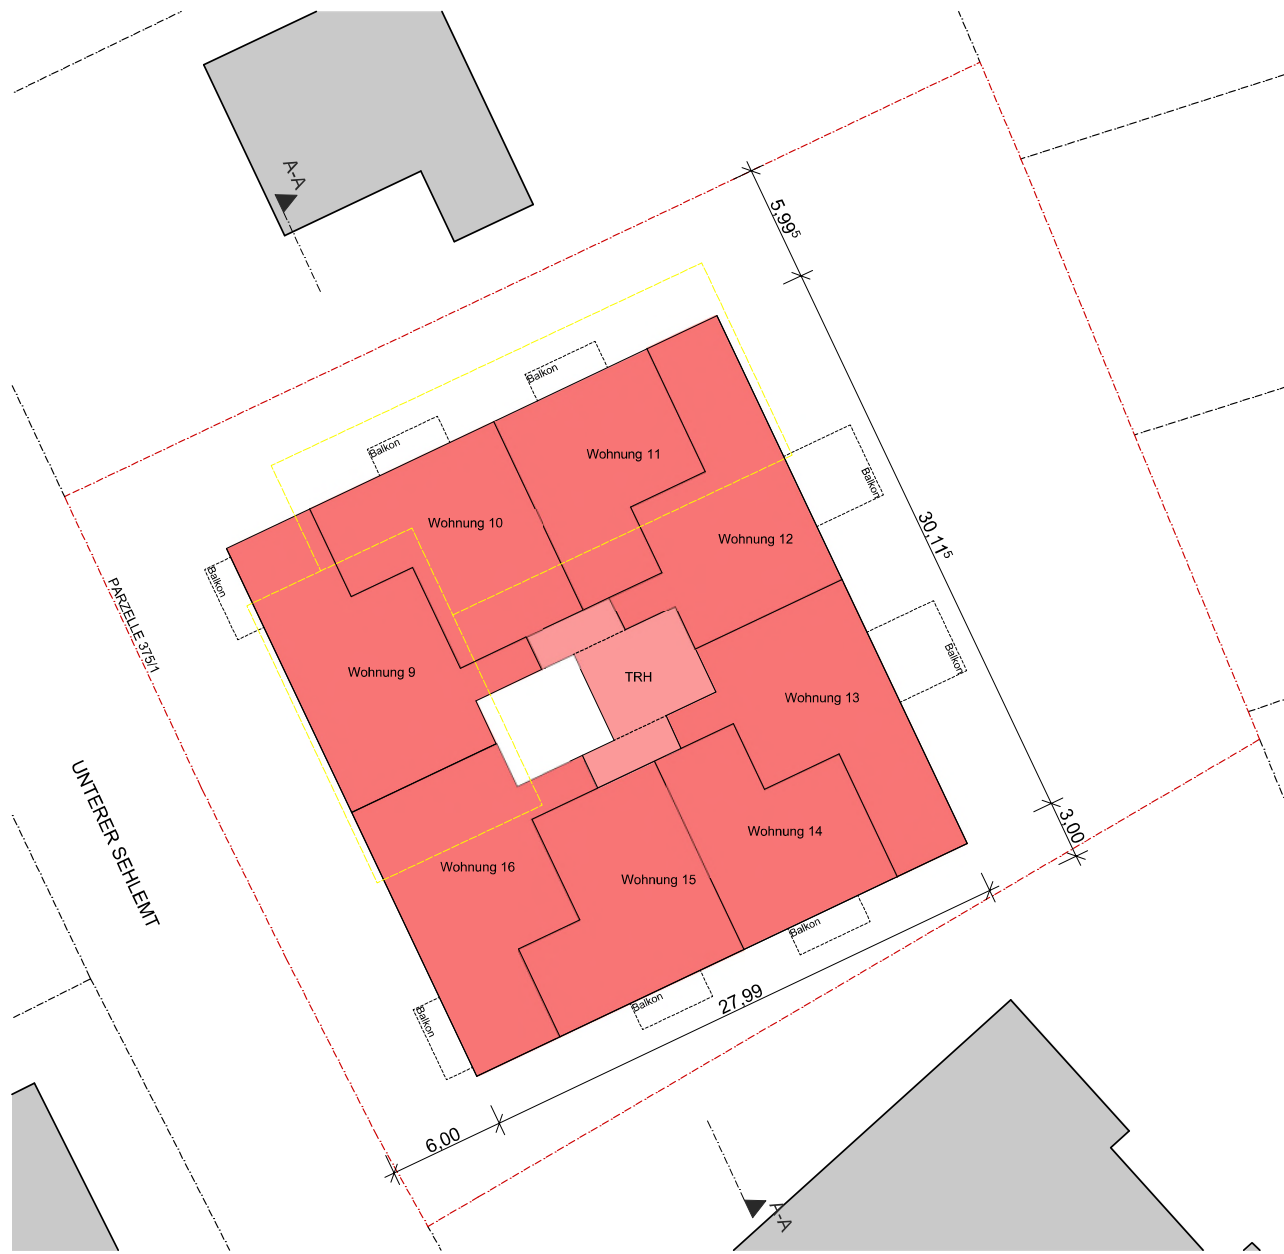 A-A
5,99⁵
Balkon
Balkon
Wohnung 11
Wohnung 10
Balkon
30,11⁵
Wohnung 12
Balkon
PARZELLE 375/1
Balkon
Wohnung 9
TRH
Wohnung 13
UNTERER SEHLEMT
3,00
Wohnung 14
Wohnung 16
Wohnung 15
Balkon
Balkon
27,99
Balkon
6,00
A-A